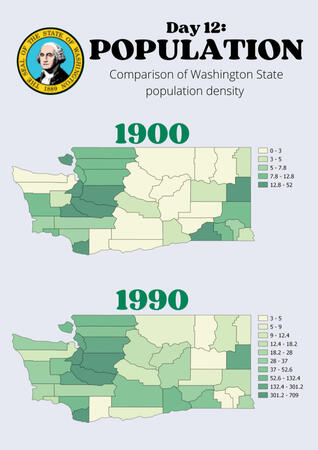 THE SEAL OF THE STATE OF WASHINGTON
1889
Day 12:
POPULATION
Comparison of Washington State
population density
1900
0 - 3
3 - 5
5 - 7.8
7.8 - 12.8
12.8 - 52
1990
3 - 5
5 - 9
9 - 12.4
12.4 - 18.2
18.2 - 28
28 - 37
37 - 52.6
52.6 - 132.4
132.4 - 301.2
301.2 - 709